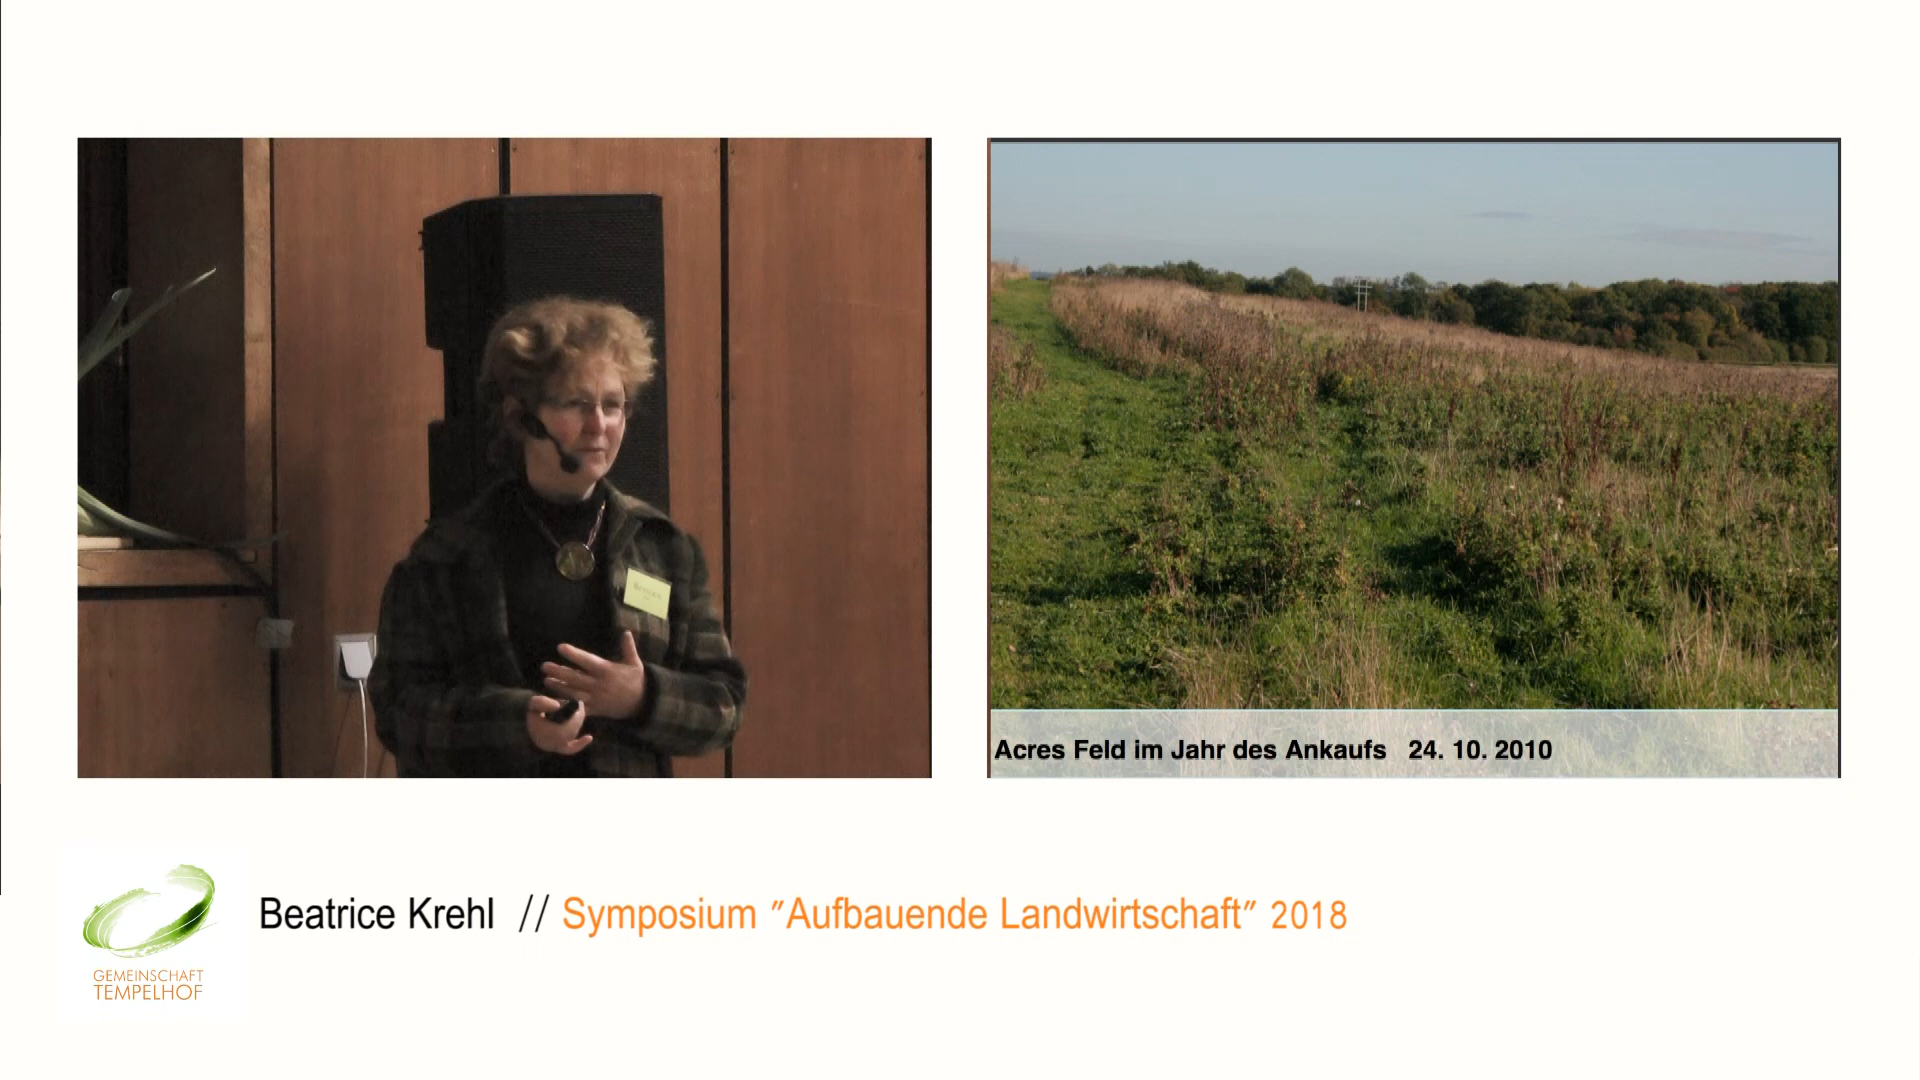 Acres Feld im Jahr des Ankaufs 24. 10. 2010
Beatrice Krehl // Symposium "Aufbauende Landwirtschaft" 2018
GEMEINSCHAFT
TEMPELHOF